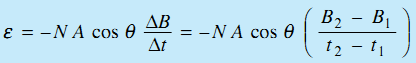 ε = −N A cos θ ΔB/Δt = −N A cos θ ( (B₂ − B₁)/(t₂ − t₁) )